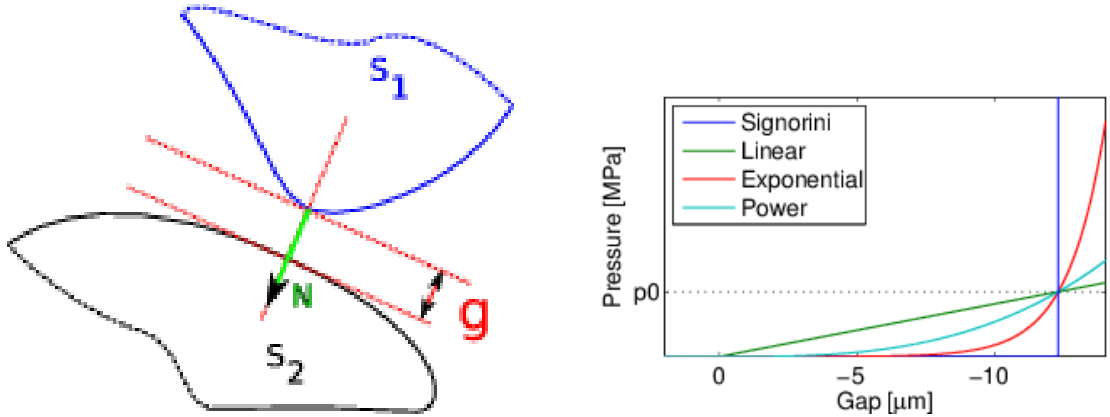 S1
N
g
S2
Signorini
Linear
Exponential
Power
Pressure [MPa]
p0
0
−5
−10
Gap [μm]